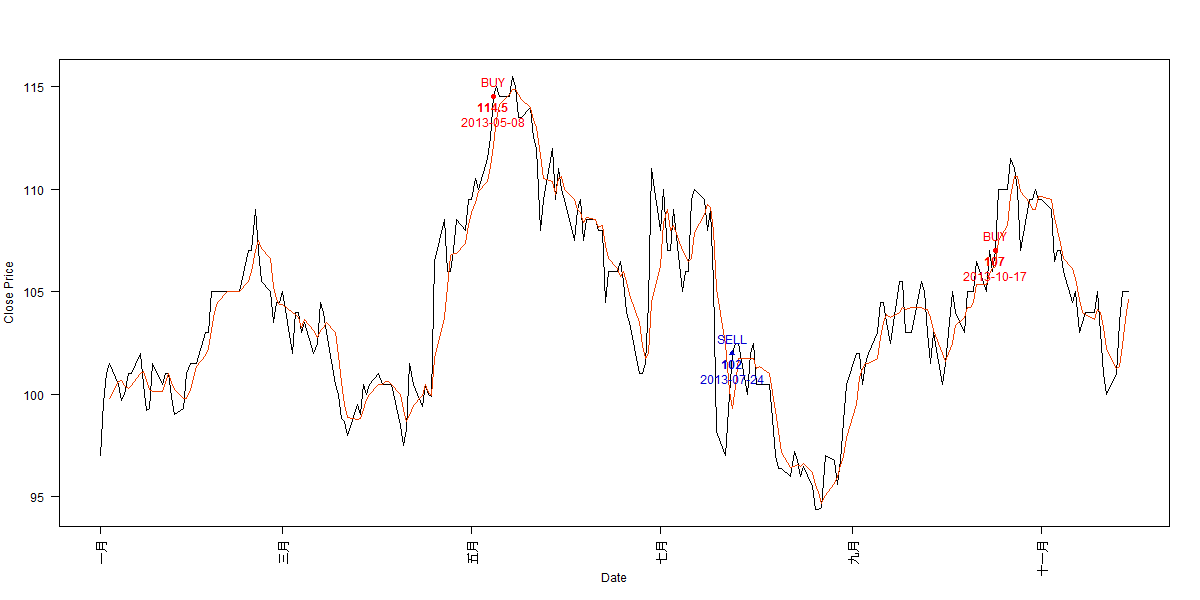 Close Price
115
110
105
100
95
BUY
114.5
2013-05-08
SELL
102
2013-07-24
BUY
107
2013-10-17
一月
三月
五月
七月
九月
十一月
Date